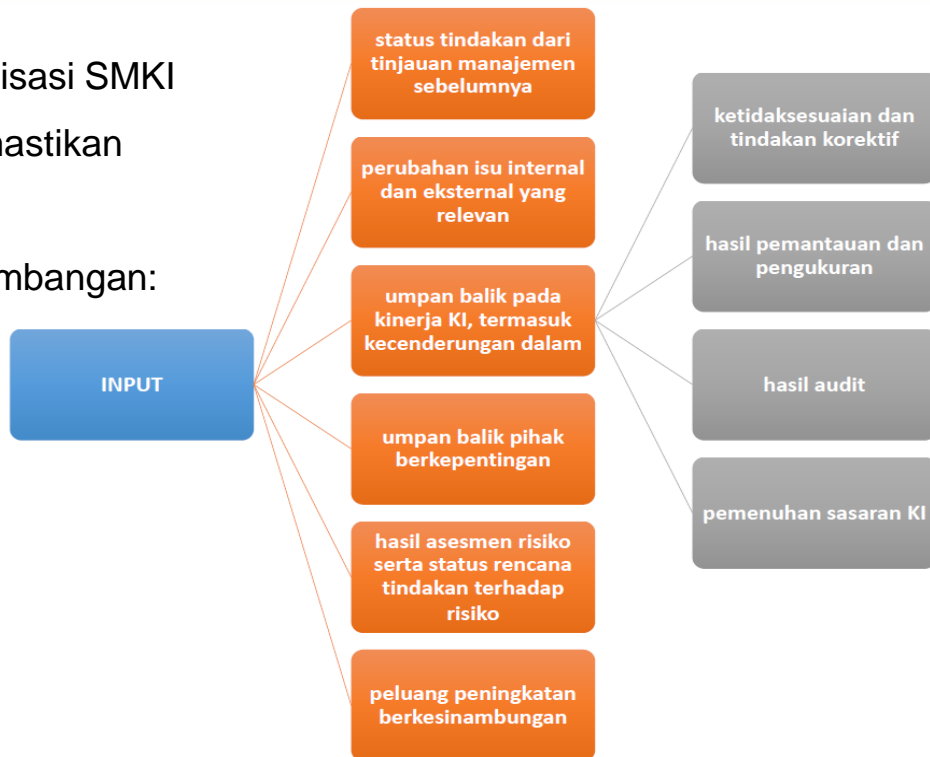 isasi SMKI
nastikan
mbangan:
INPUT
status tindakan dari
tinjauan manajemen
sebelumnya
perubahan isu internal
dan eksternal yang
relevan
umpan balik pada
kinerja KI, termasuk
kecenderungan dalam
umpan balik pihak
berkepentingan
hasil asesmen risiko
serta status rencana
tindakan terhadap
risiko
peluang peningkatan
berkesinambungan
ketidaksesuaian dan
tindakan korektif
hasil pemantauan dan
pengukuran
hasil audit
pemenuhan sasaran KI